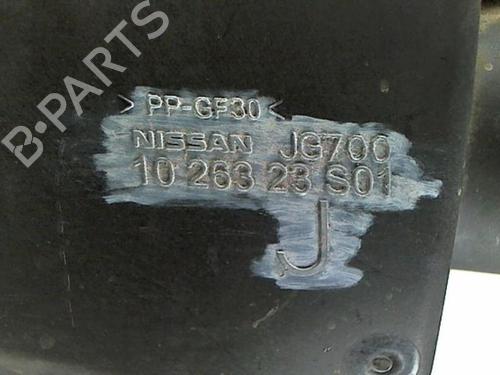 >PP-GF30<
NISSAN JG700
10 263 23 S01
J
B PARTS